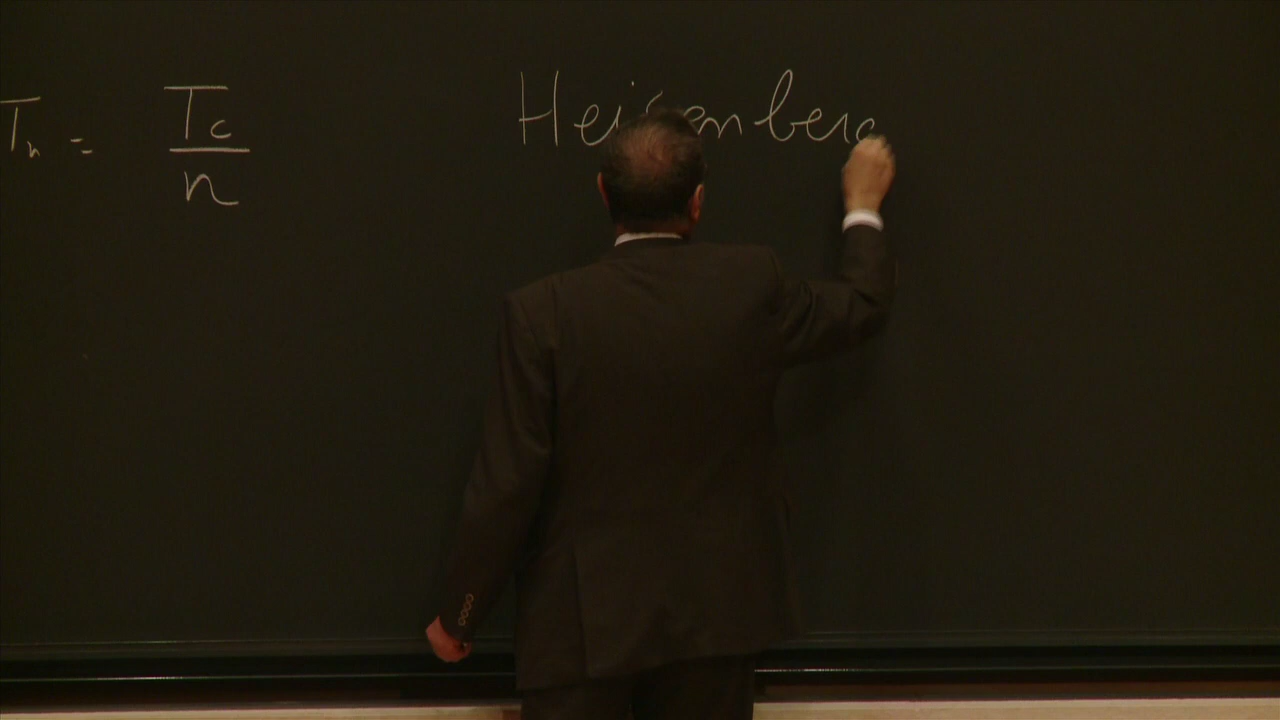 Tn = Tc/n
Heisenberg